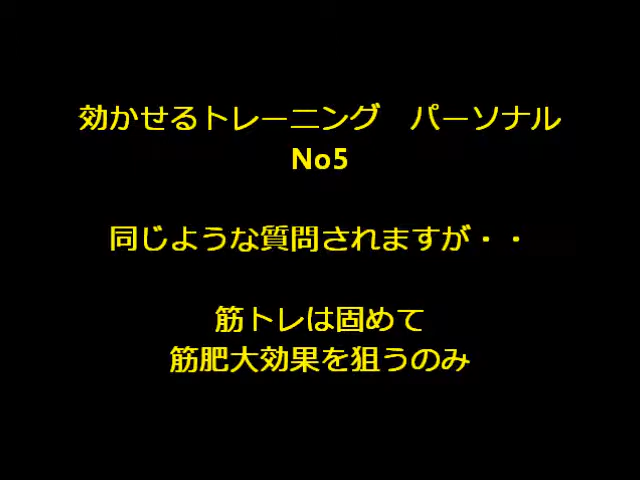 効かせるトレーニング　パーソナル
No5
同じような質問されますが・・
筋トレは固めて
筋肥大効果を狙うのみ